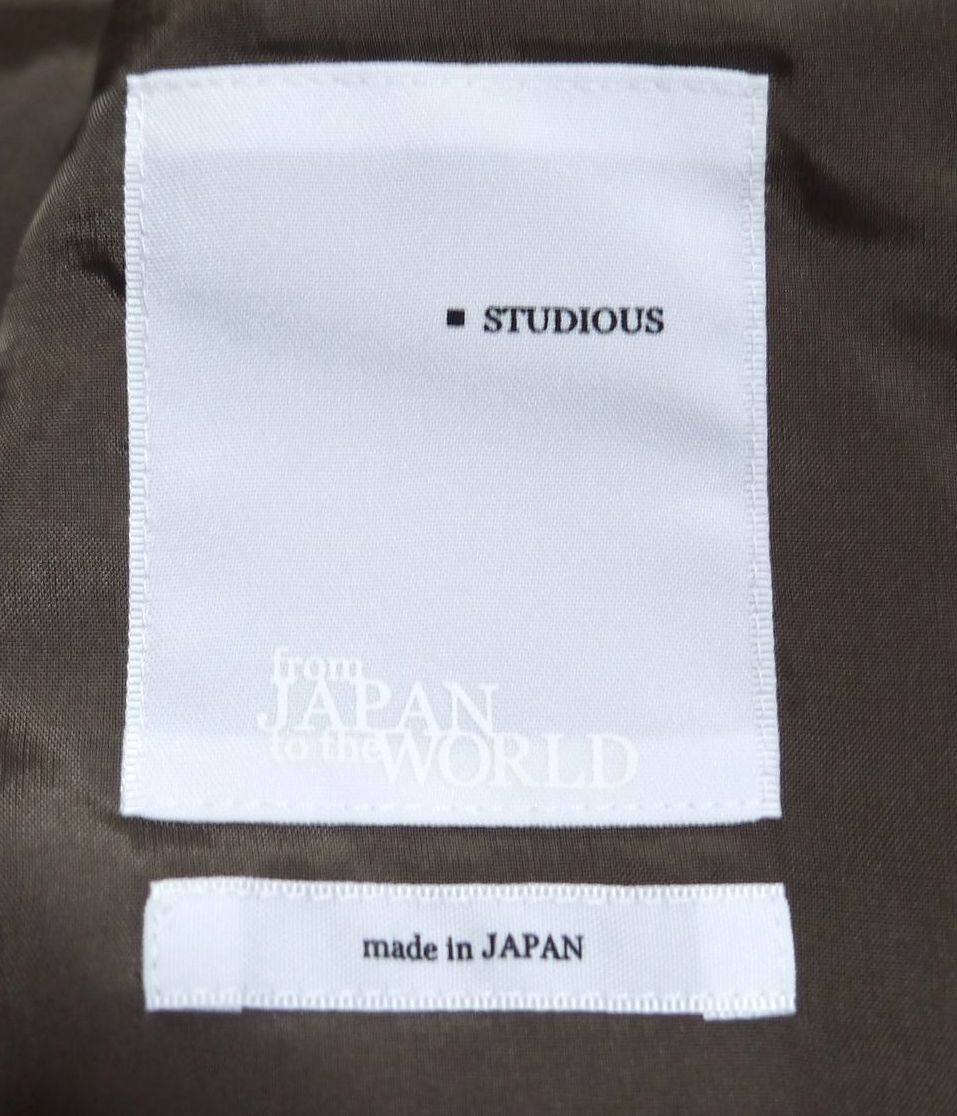 ▪ STUDIOUS
from
JAPAN
to the WORLD
made in JAPAN